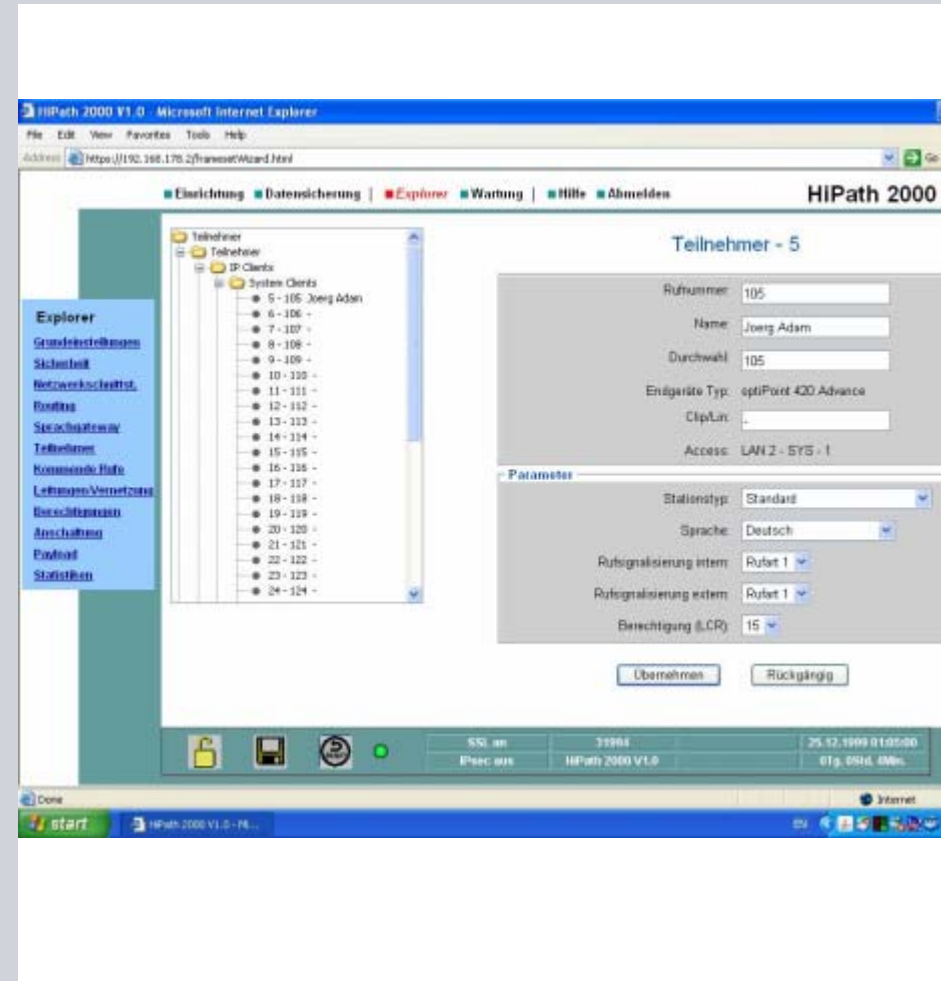 HiPath 2000 V1.0 - Microsoft Internet Explorer
File Edit View Favorites Tools Help
Address https://192.168.178.2/framesetWizard.html Go
Einrichtung Datensicherung | Explorer Wartung | Hilfe Abmelden
HiPath 2000
Explorer
Grundeinstellungen
Sicherheit
Netzwerkschnittst.
Routing
Sprachgateway
Teilnehmer
Kommende Rufe
Leitungen/Vernetzung
Berechtigungen
Anschaltung
Payload
Statistiken
Teilnehmer
Teilnehmer
IP Clients
System Clients
5 - 105 Joerg Adam
6 - 106 -
7 - 107 -
8 - 108 -
9 - 109 -
10 - 110 -
11 - 111 -
12 - 112 -
13 - 113 -
14 - 114 -
15 - 115 -
16 - 116 -
17 - 117 -
18 - 118 -
19 - 119 -
20 - 120 -
21 - 121 -
22 - 122 -
23 - 123 -
24 - 124 -
Teilnehmer - 5
Rufnummer: 105
Name: Joerg Adam
Durchwahl: 105
Endgeräte Typ: optiPoint 420 Advance
Clip/Lin: -
Access: LAN 2 - SYS - 1
Parameter
Stationstyp: Standard
Sprache: Deutsch
Rufsignalisierung intern: Rufart 1
Rufsignalisierung extern: Rufart 1
Berechtigung (LCR): 15
Übernehmen Rückgängig
SSL an
IPsec aus
31994
HiPath 2000 V1.0
25.12.1999 01:05:00
0Tg. 0Std. 4Min.
Done
Internet
start
HiPath 2000 V1.0 - Mi...
EN